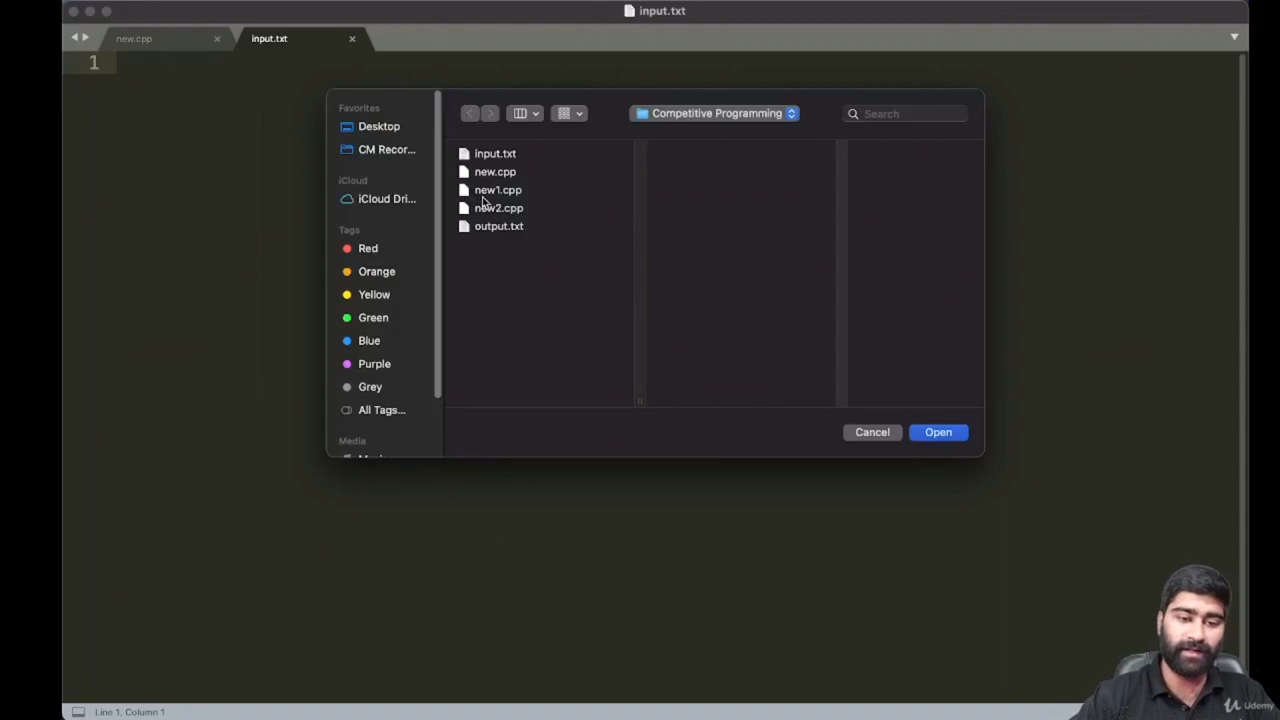 input.txt
new.cpp
input.txt
1
Favorites
Desktop
CM Recor...
iCloud
iCloud Dri...
Tags
Red
Orange
Yellow
Green
Blue
Purple
Grey
All Tags...
Media
Competitive Programming
Search
input.txt
new.cpp
new1.cpp
new2.cpp
output.txt
Cancel
Open
Line 1, Column 1
Udemy